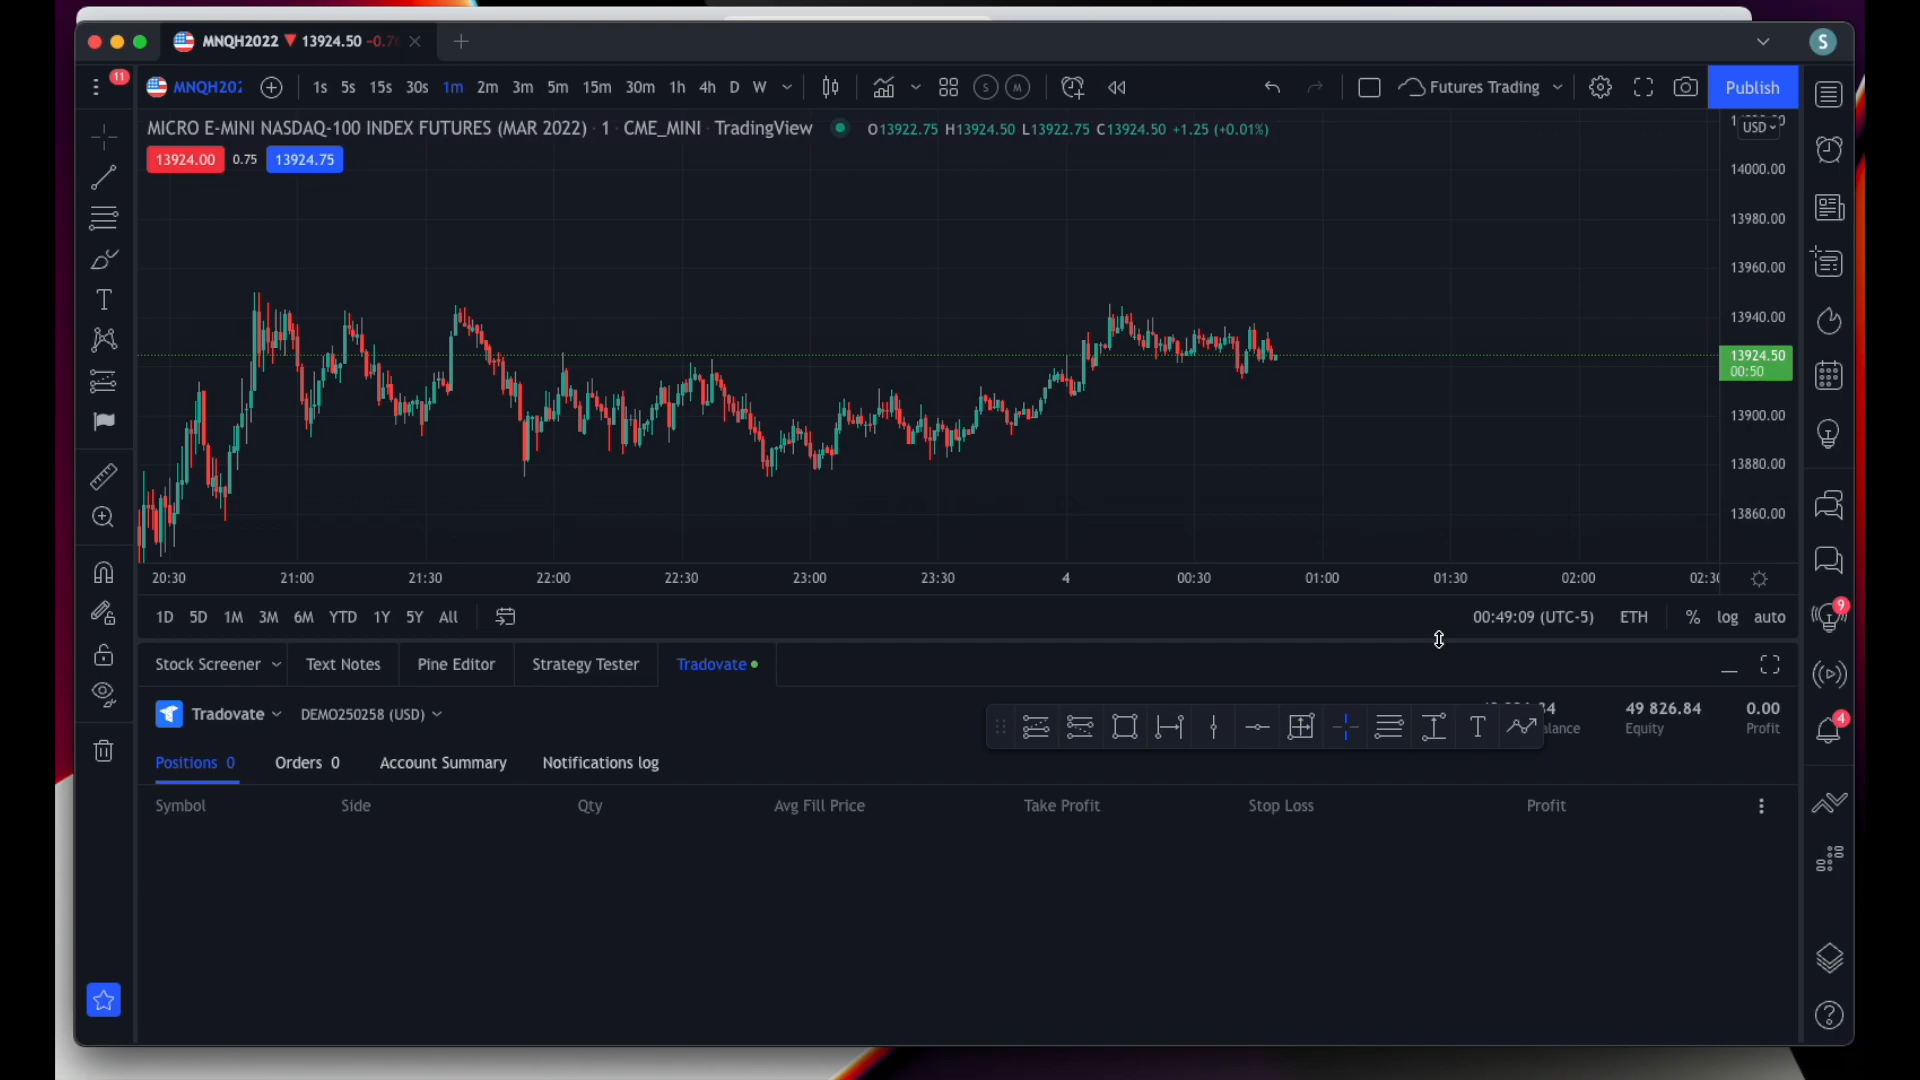 MNQH2022 ▼ 13924.50 -0.7
S
11
MNQH202
1s 5s 15s 30s 1m 2m 3m 5m 15m 30m 1h 4h D W
S M
Futures Trading
Publish
MICRO E-MINI NASDAQ-100 INDEX FUTURES (MAR 2022) · 1 · CME_MINI · TradingView
O13922.75 H13924.50 L13922.75 C13924.50 +1.25 (+0.01%)
USD
13924.00 0.75 13924.75
14000.00
13980.00
13960.00
13940.00
13924.50
00:50
13900.00
13880.00
13860.00
20:30 21:00 21:30 22:00 22:30 23:00 23:30 4 00:30 01:00 01:30 02:00 02:30
1D 5D 1M 3M 6M YTD 1Y 5Y All
00:49:09 (UTC-5) ETH % log auto
9
Stock Screener Text Notes Pine Editor Strategy Tester Tradovate
Tradovate DEMO250258 (USD)
49 826.84 0.00
Equity Profit
4
T
Positions 0 Orders 0 Account Summary Notifications log
Symbol Side Qty Avg Fill Price Take Profit Stop Loss Profit